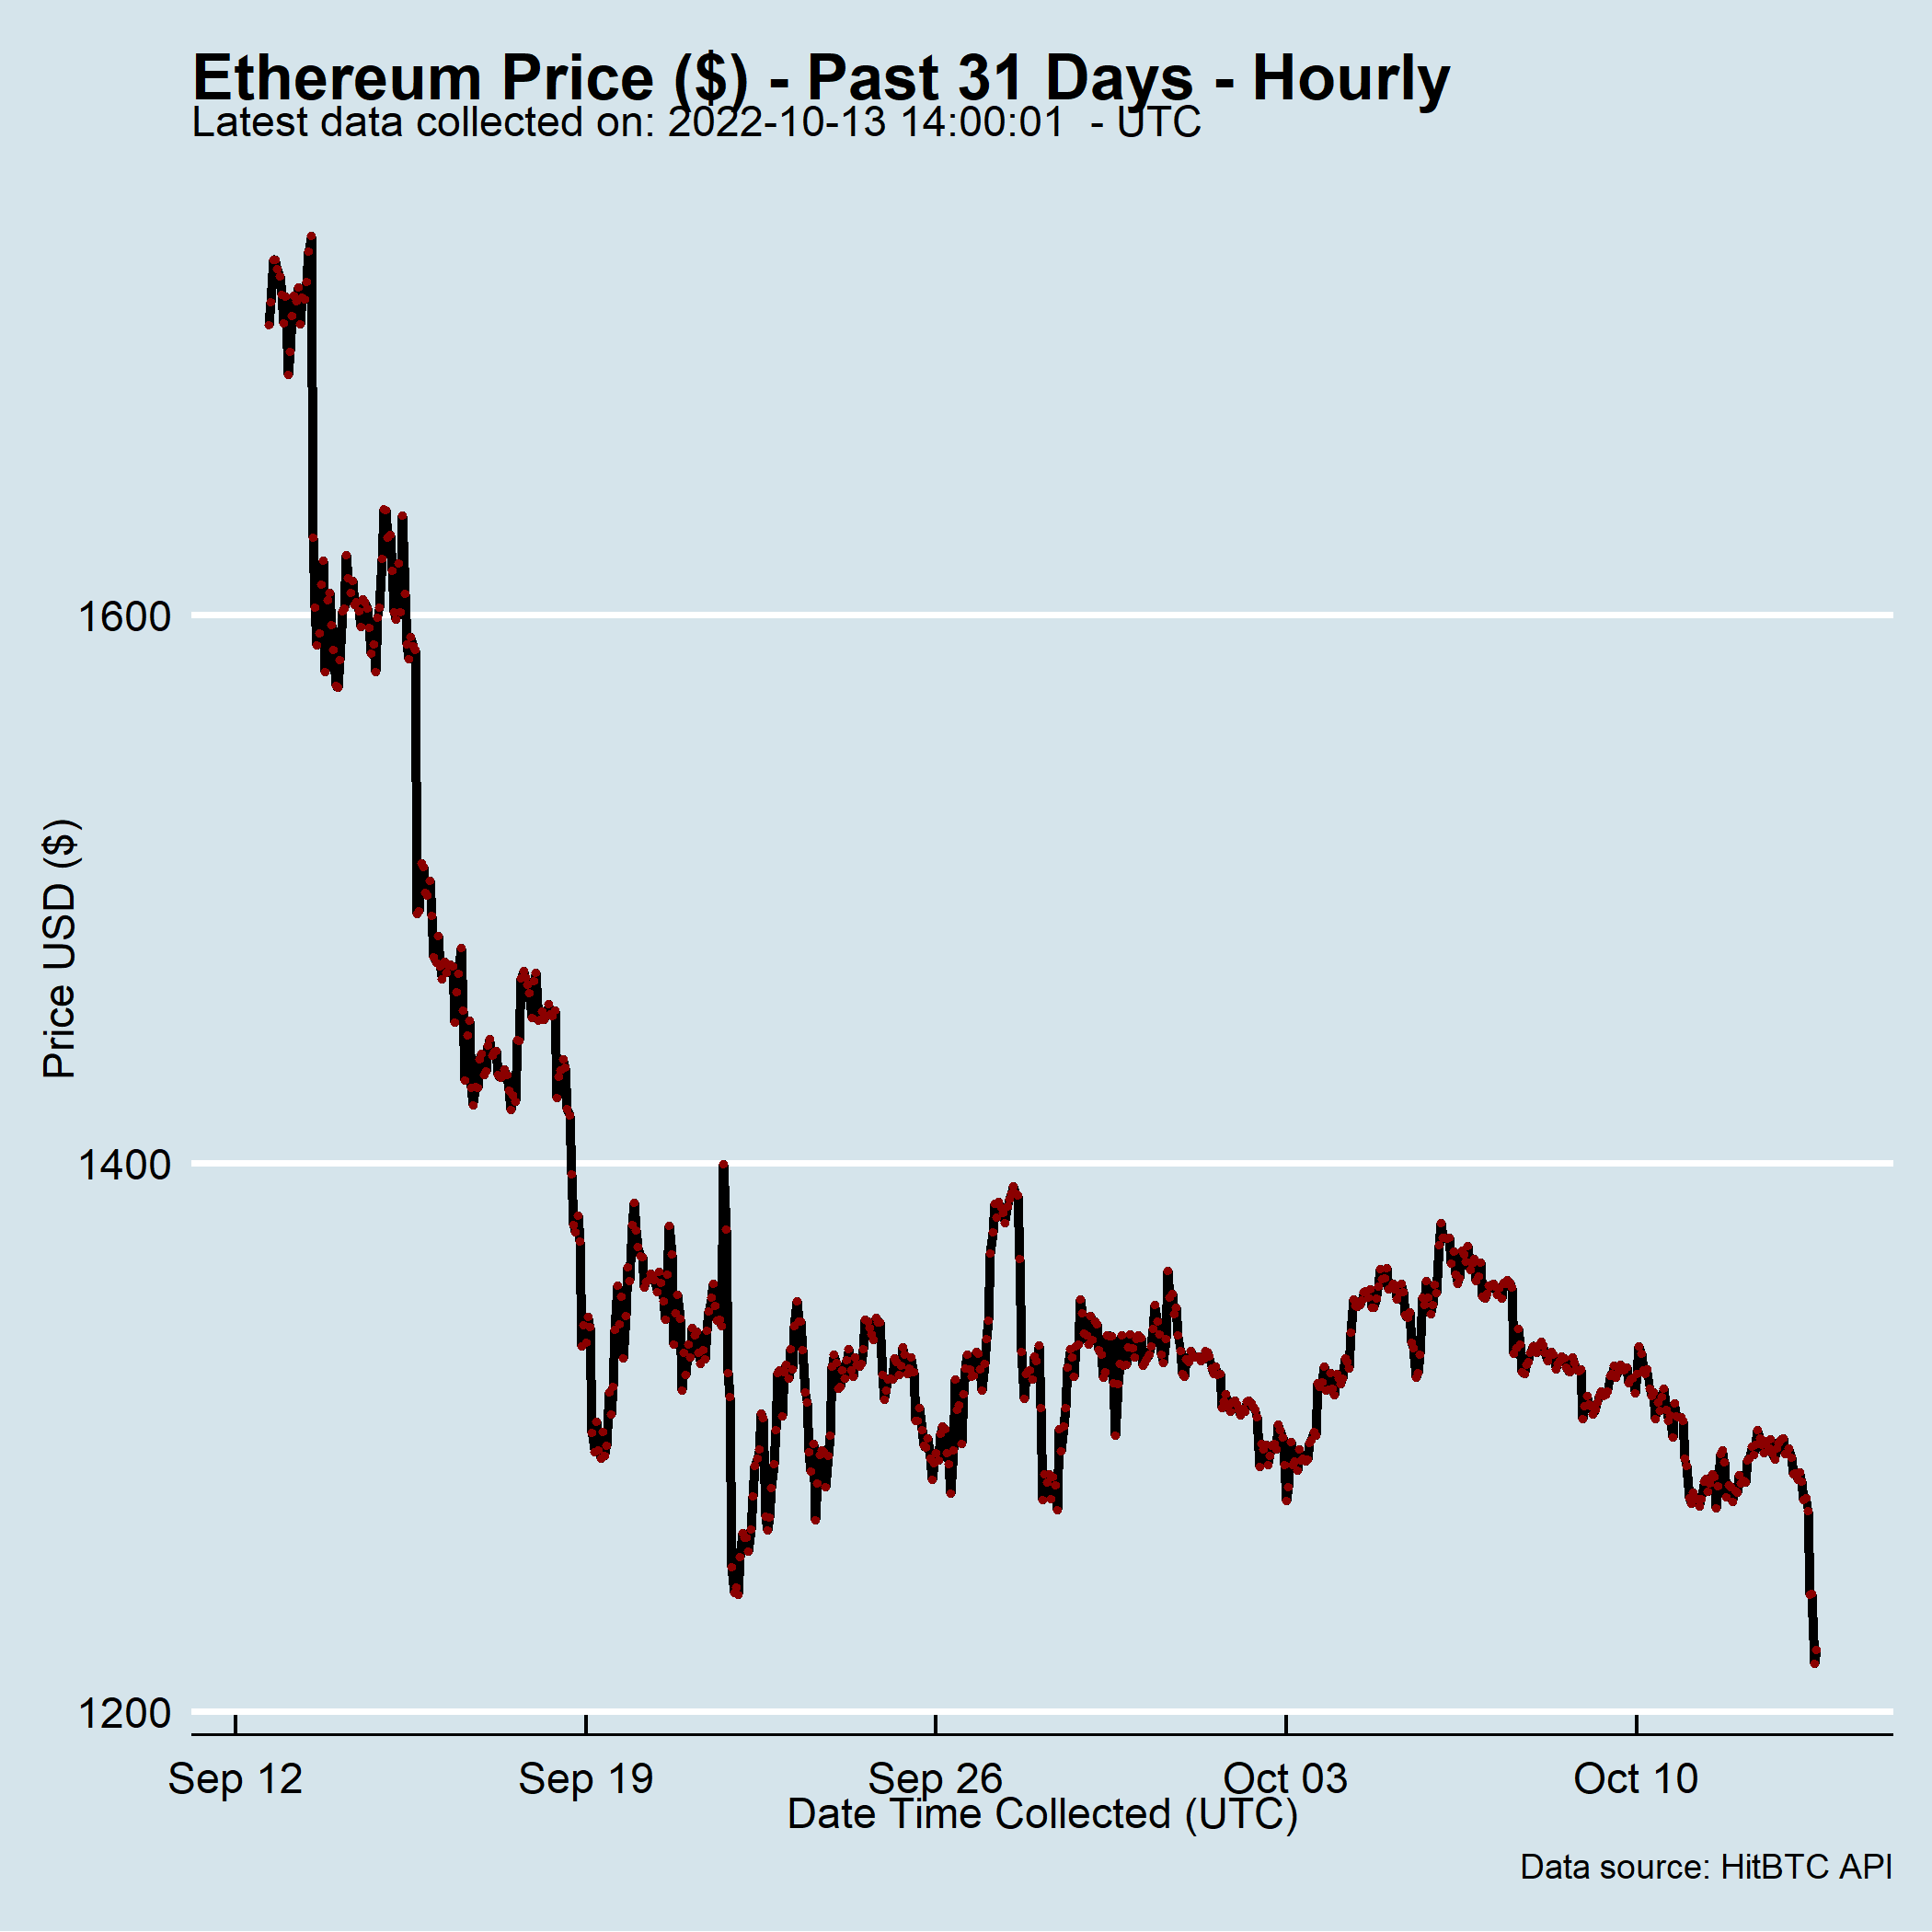 Ethereum Price ($) - Past 31 Days - Hourly
Latest data collected on: 2022-10-13 14:00:01  - UTC
Price USD ($)
1600
1400
1200
Sep 12
Sep 19
Sep 26
Oct 03
Oct 10
Date Time Collected (UTC)
Data source: HitBTC API